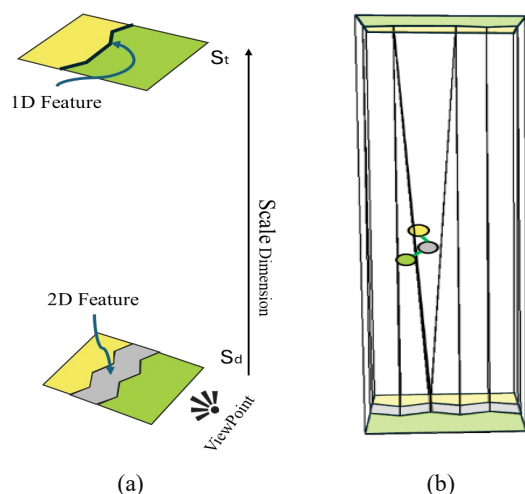 St
1D Feature
Scale Dimension
2D Feature
Sd
ViewPoint
(a)
(b)